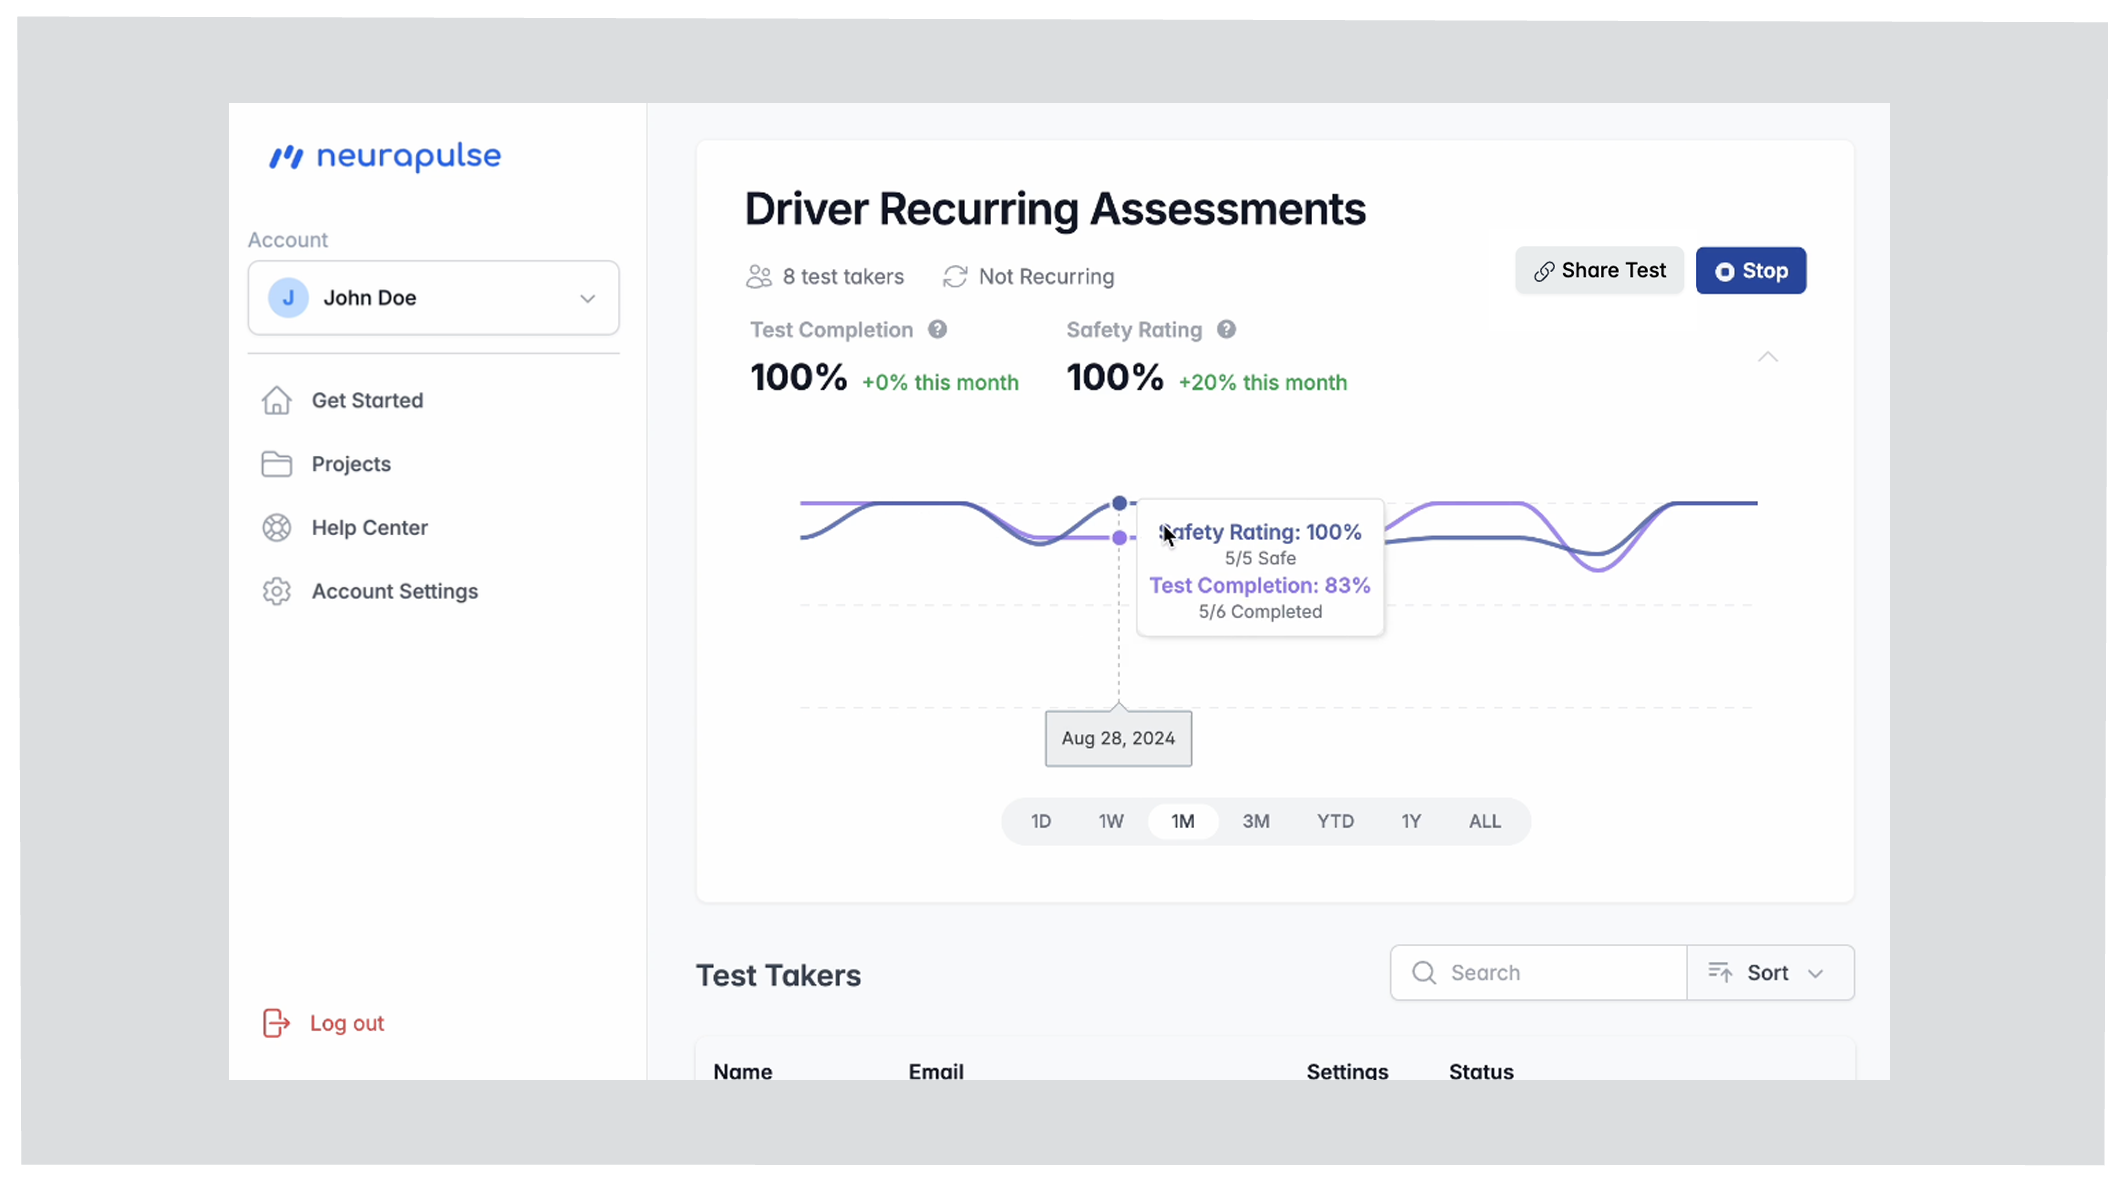 neurapulse
Account
J John Doe
Get Started
Projects
Help Center
Account Settings
Log out
Driver Recurring Assessments
8 test takers Not Recurring
Share Test Stop
Test Completion ? Safety Rating ?
100% +0% this month 100% +20% this month
Safety Rating: 100%
5/5 Safe
Test Completion: 83%
5/6 Completed
Aug 28, 2024
1D 1W 1M 3M YTD 1Y ALL
Test Takers Search Sort
Name Email Settings Status